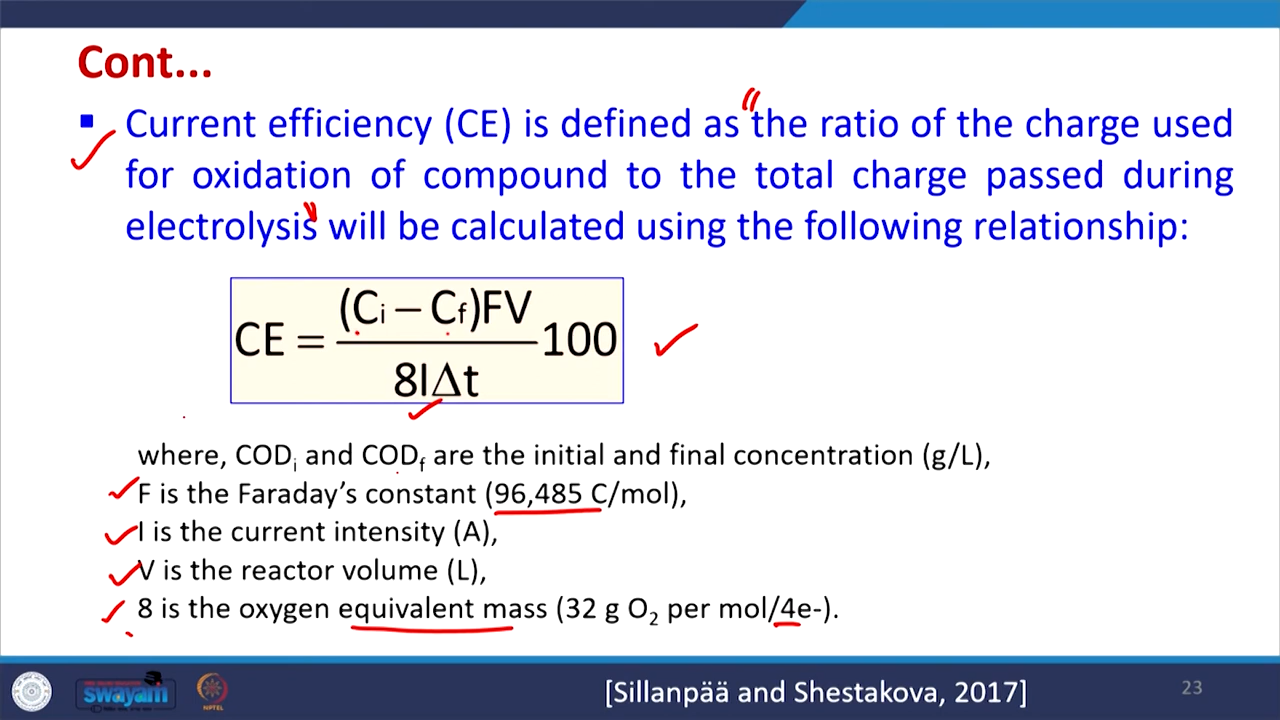 Cont...
▪ Current efficiency (CE) is defined as "the ratio of the charge used
for oxidation of compound to the total charge passed during
electrolysis" will be calculated using the following relationship:
CE = (Ci − Cf)FV / 8IΔt 100
where, CODi and CODf are the initial and final concentration (g/L),
F is the Faraday's constant (96,485 C/mol),
I is the current intensity (A),
V is the reactor volume (L),
8 is the oxygen equivalent mass (32 g O2 per mol/4e-).
swayam
NPTEL
[Sillanpää and Shestakova, 2017]
23